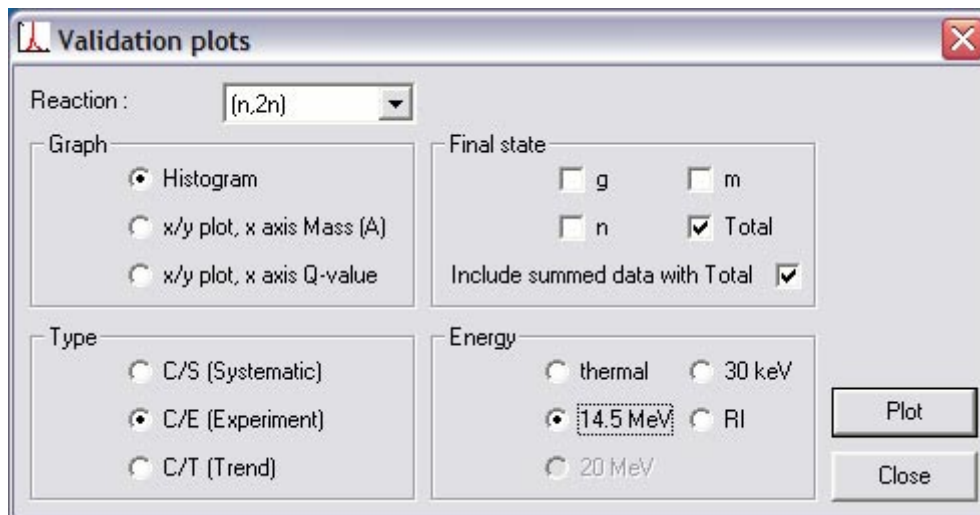 Validation plots
Reaction :
(n,2n)
Graph
Histogram
x/y plot, x axis Mass (A)
x/y plot, x axis Q-value
Final state
g
m
n
Total
Include summed data with Total
Type
C/S (Systematic)
C/E (Experiment)
C/T (Trend)
Energy
thermal
30 keV
14.5 MeV
RI
20 MeV
Plot
Close